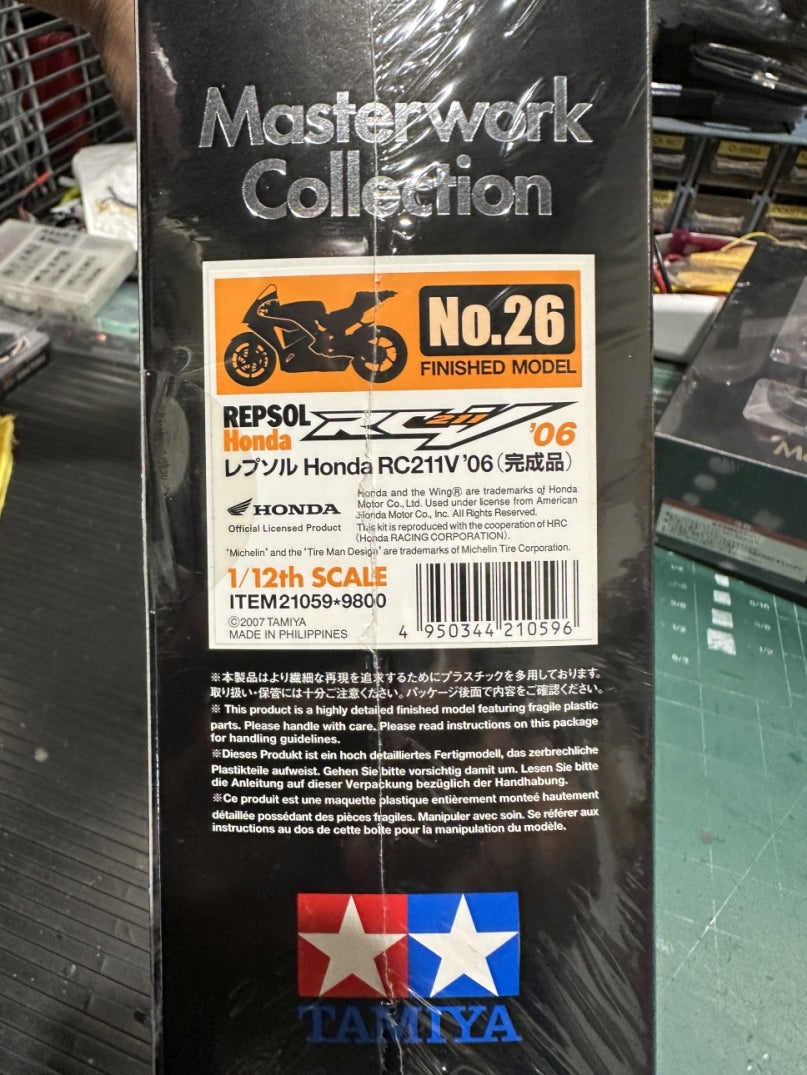 Masterwork
Collection
No.26
FINISHED MODEL
REPSOL
Honda
RC211V '06
レプソル Honda RC211V '06（完成品）
HONDA
Official Licensed Product
Honda and the Wing® are trademarks of Honda
Motor Co., Ltd. Used under license from American
Honda Motor Co., Inc. All Rights Reserved.
This kit is reproduced with the cooperation of HRC
(Honda RACING CORPORATION).
'Michelin' and the 'Tire Man Design' are trademarks of Michelin Tire Corporation.
1/12th SCALE
ITEM 21059*9800
©2007 TAMIYA
MADE IN PHILIPPINES
4 950344 210596
※本製品はより繊細な再現を追求するためにプラスチックを多用しております。
取り扱い・保管には十分ご注意ください。パッケージ後面で内容をご確認ください。
※ This product is a highly detailed finished model featuring fragile plastic
parts. Please handle with care. Please read instructions on this package
for handling guidelines.
※Dieses Produkt ist ein hoch detailliertes Fertigmodell, das zerbrechliche
Plastikteile aufweist. Gehen Sie bitte vorsichtig damit um. Lesen Sie bitte
die Anleitung auf dieser Verpackung bezüglich der Handhabung.
※Ce produit est une maquette plastique entièrement monteé hautement
détaillée possédant des pièces fragiles. Manipuler avec soin. Se référer aux
instructions au dos de cette boîte pour la manipulation du modèle.
TAMIYA